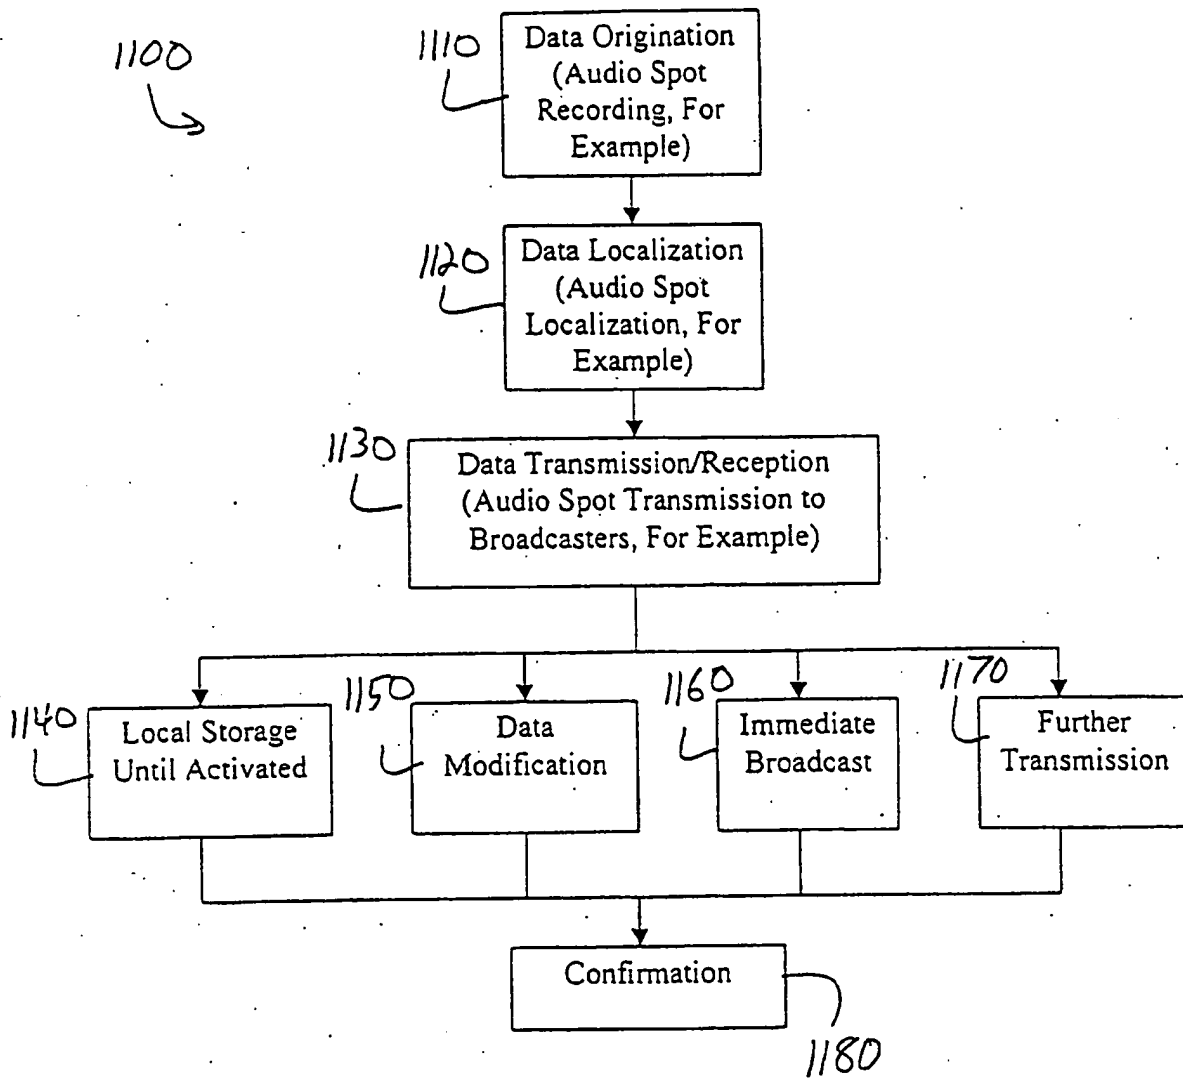 1100
1110
Data Origination
(Audio Spot
Recording, For
Example)
1120
Data Localization
(Audio Spot
Localization, For
Example)
1130
Data Transmission/Reception
(Audio Spot Transmission to
Broadcasters, For Example)
1140
Local Storage
Until Activated
1150
Data
Modification
1160
Immediate
Broadcast
1170
Further
Transmission
Confirmation
1180